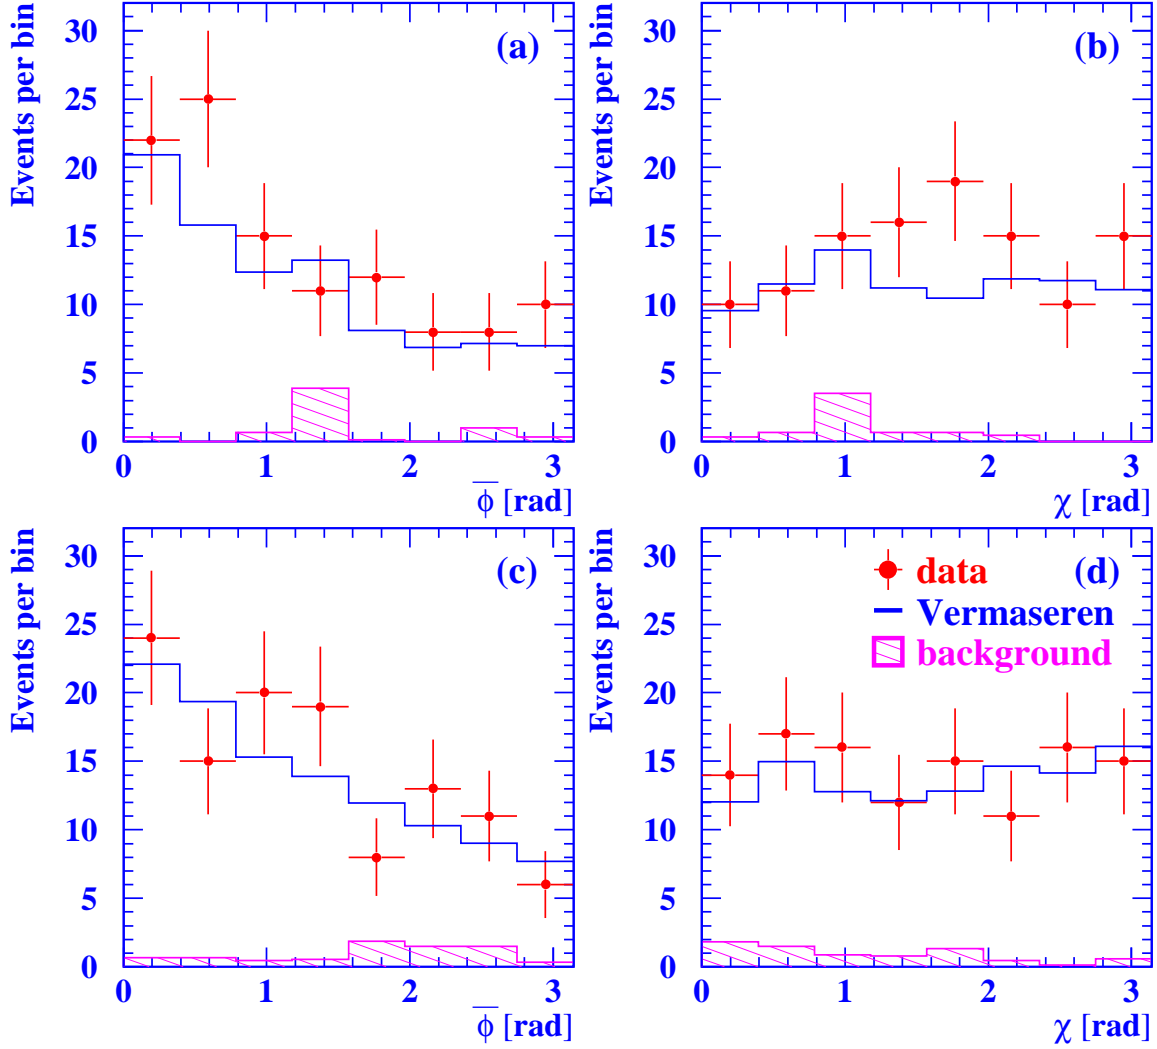 Events per bin
30
25
20
15
10
5
0
(a)
0 1 2 3
ϕ̅ [rad]
Events per bin
30
25
20
15
10
5
0
(b)
0 1 2 3
χ [rad]
Events per bin
30
25
20
15
10
5
0
(c)
0 1 2 3
ϕ̅ [rad]
Events per bin
30
25
20
15
10
5
0
(d)
data
Vermaseren
background
0 1 2 3
χ [rad]